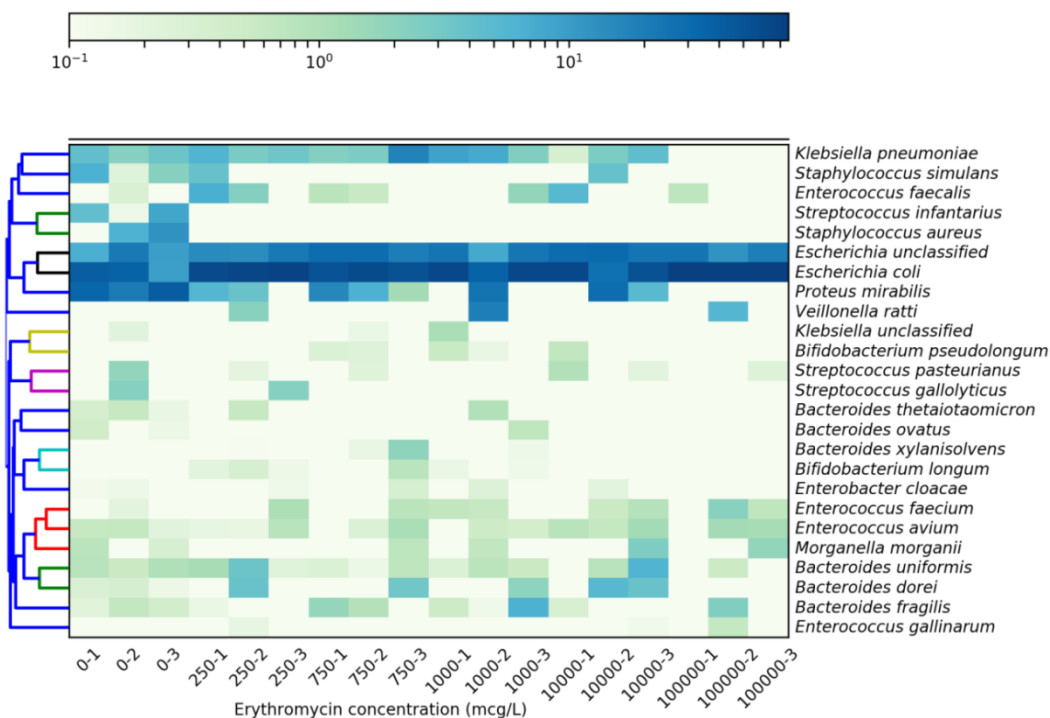 10⁻¹ 10⁰ 10¹
Klebsiella pneumoniae
Staphylococcus simulans
Enterococcus faecalis
Streptococcus infantarius
Staphylococcus aureus
Escherichia unclassified
Escherichia coli
Proteus mirabilis
Veillonella ratti
Klebsiella unclassified
Bifidobacterium pseudolongum
Streptococcus pasteurianus
Streptococcus gallolyticus
Bacteroides thetaiotaomicron
Bacteroides ovatus
Bacteroides xylanisolvens
Bifidobacterium longum
Enterobacter cloacae
Enterococcus faecium
Enterococcus avium
Morganella morganii
Bacteroides uniformis
Bacteroides dorei
Bacteroides fragilis
Enterococcus gallinarum
0-1 0-2 0-3 250-1 250-2 250-3 750-1 750-2 750-3 1000-1 1000-2 1000-3 10000-1 10000-2 10000-3 100000-1 100000-2 100000-3
Erythromycin concentration (mcg/L)